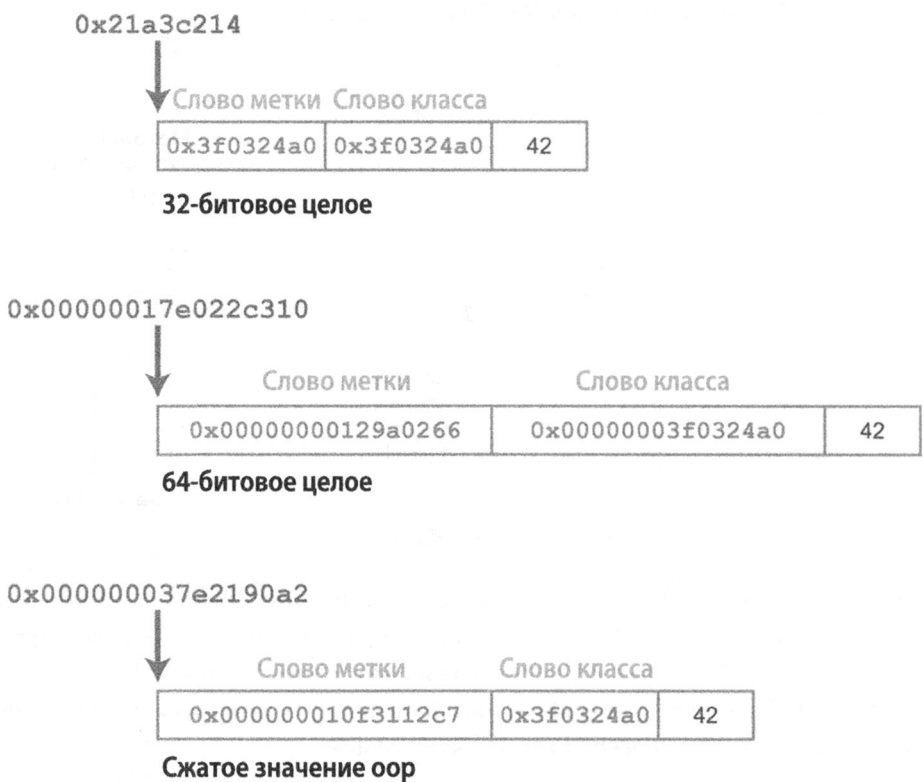 0x21a3c214
Слово метки Слово класса
0x3f0324a0 0x3f0324a0 42
32-битовое целое
0x00000017e022c310
Слово метки Слово класса
0x00000000129a0266 0x00000003f0324a0 42
64-битовое целое
0x000000037e2190a2
Слово метки Слово класса
0x000000010f3112c7 0x3f0324a0 42
Сжатое значение oop